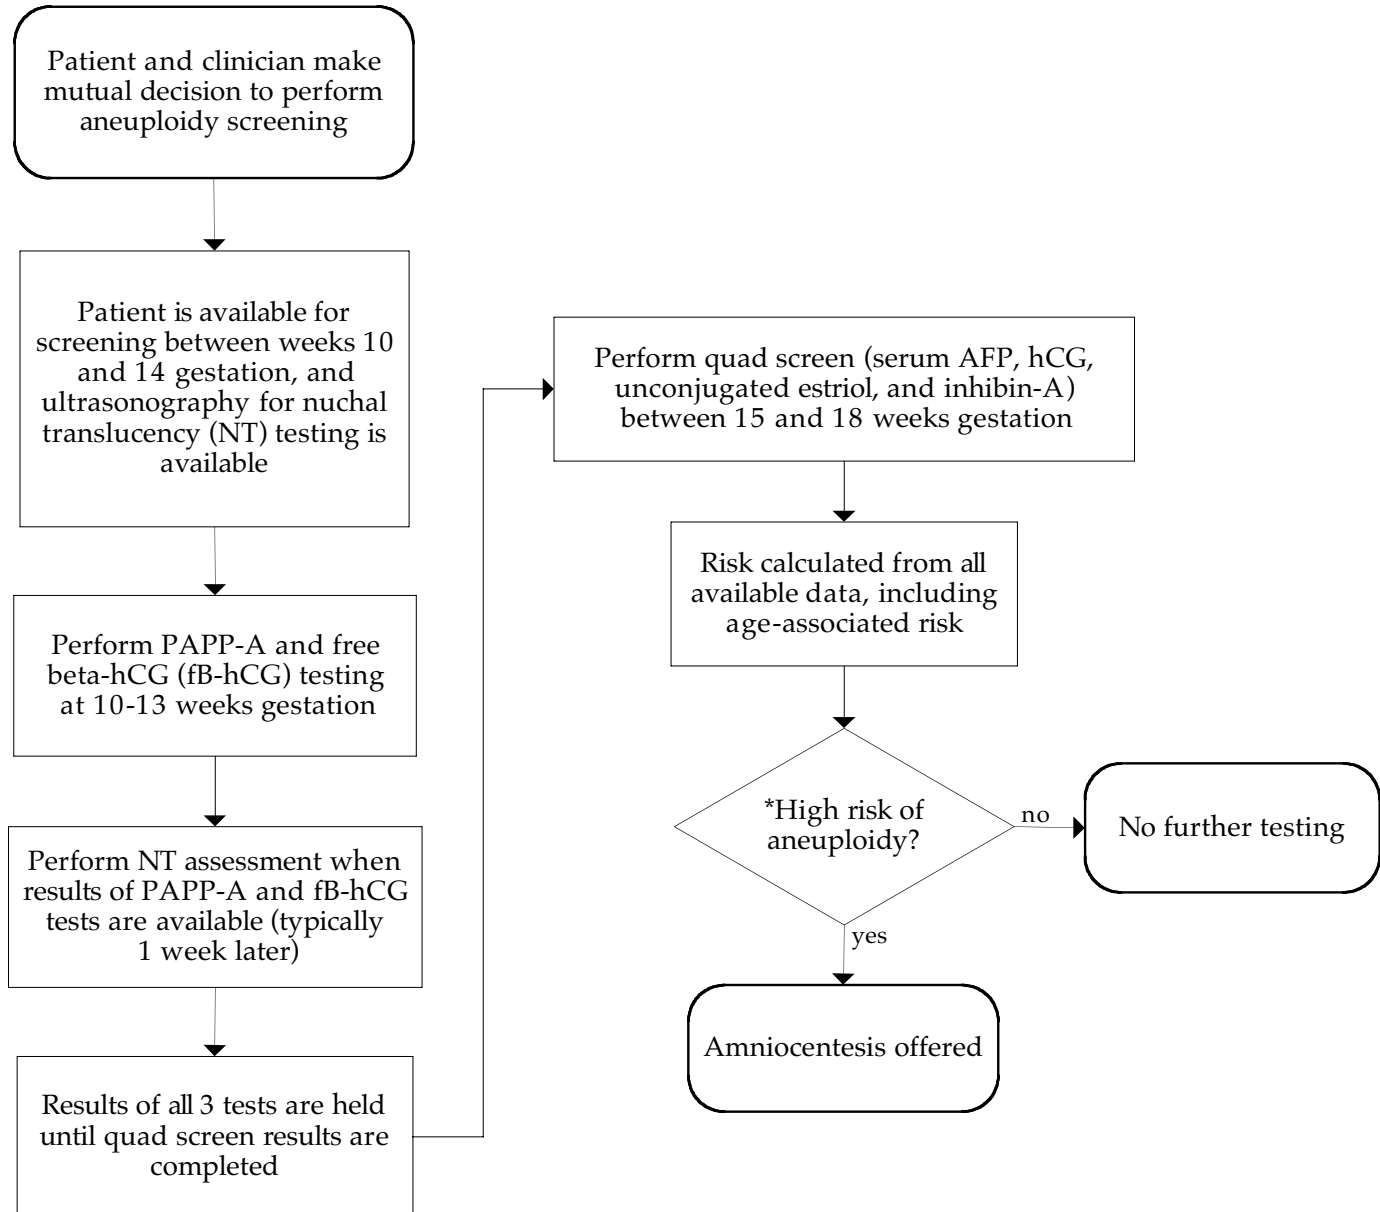 Patient and clinician make
mutual decision to perform
aneuploidy screening
Patient is available for
screening between weeks 10
and 14 gestation, and
ultrasonography for nuchal
translucency (NT) testing is
available
Perform PAPP-A and free
beta-hCG (fB-hCG) testing
at 10-13 weeks gestation
Perform NT assessment when
results of PAPP-A and fB-hCG
tests are available (typically
1 week later)
Results of all 3 tests are held
until quad screen results are
completed
Perform quad screen (serum AFP, hCG,
unconjugated estriol, and inhibin-A)
between 15 and 18 weeks gestation
Risk calculated from all
available data, including
age-associated risk
*High risk of
aneuploidy?
no
No further testing
yes
Amniocentesis offered